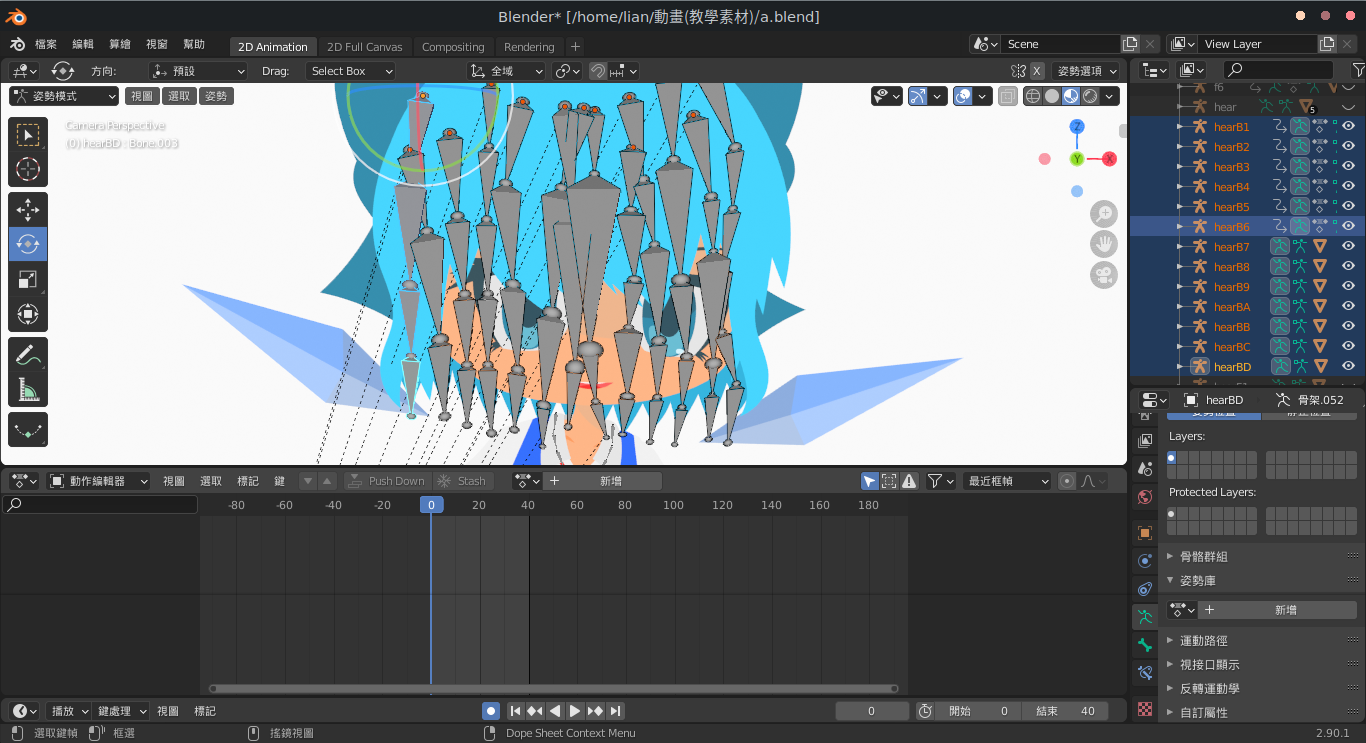 Blender* [/home/lian/動畫(教學素材)/a.blend]
檔案 編輯 算繪 視窗 幫助 2D Animation 2D Full Canvas Compositing Rendering + Scene View Layer
方向: 預設 Drag: Select Box 全域 X 姿勢選項
姿勢模式 視圖 選取 姿勢
Camera Perspective
(0) hearBD : Bone.003
Z
Y
X
f6
hear 5
hearB1
hearB2
hearB3
hearB4
hearB5
hearB6
hearB7
hearB8
hearB9
hearBA
hearBB
hearBC
hearBD
hearBD 骨架.052
姿勢位置 靜止位置
Layers:
Protected Layers:
骨骼群組
姿勢庫
新增
運動路徑
視接口顯示
反轉運動學
自訂屬性
動作編輯器 視圖 選取 標記 鍵 Push Down Stash 新增 最近框幀
-80 -60 -40 -20 0 20 40 60 80 100 120 140 160 180
播放 鍵處理 視圖 標記 0 開始 0 結束 40
選取鍵幀 框選 搖鏡視圖 Dope Sheet Context Menu 2.90.1